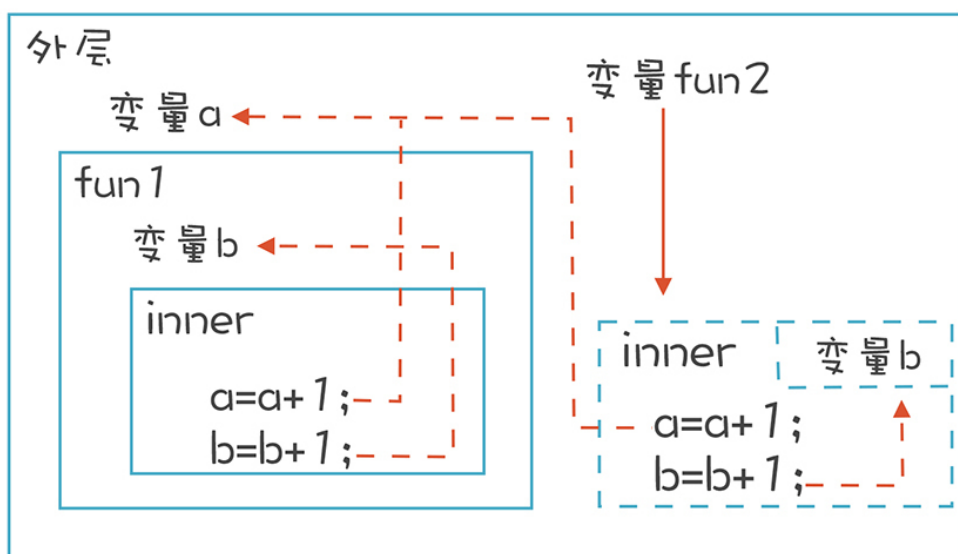 外层
变量fun2
变量a
fun1
变量b
inner
a=a+1;
b=b+1;
inner
变量b
a=a+1;
b=b+1;